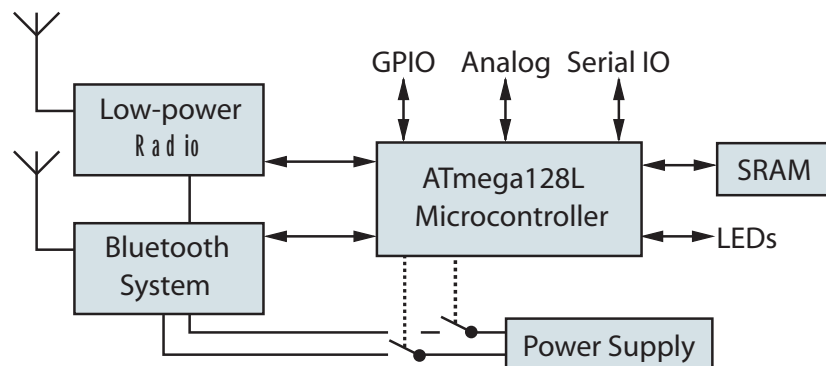 GPIO Analog Serial IO
Low-power
Radio
ATmega128L
Microcontroller
SRAM
Bluetooth
System
LEDs
Power Supply